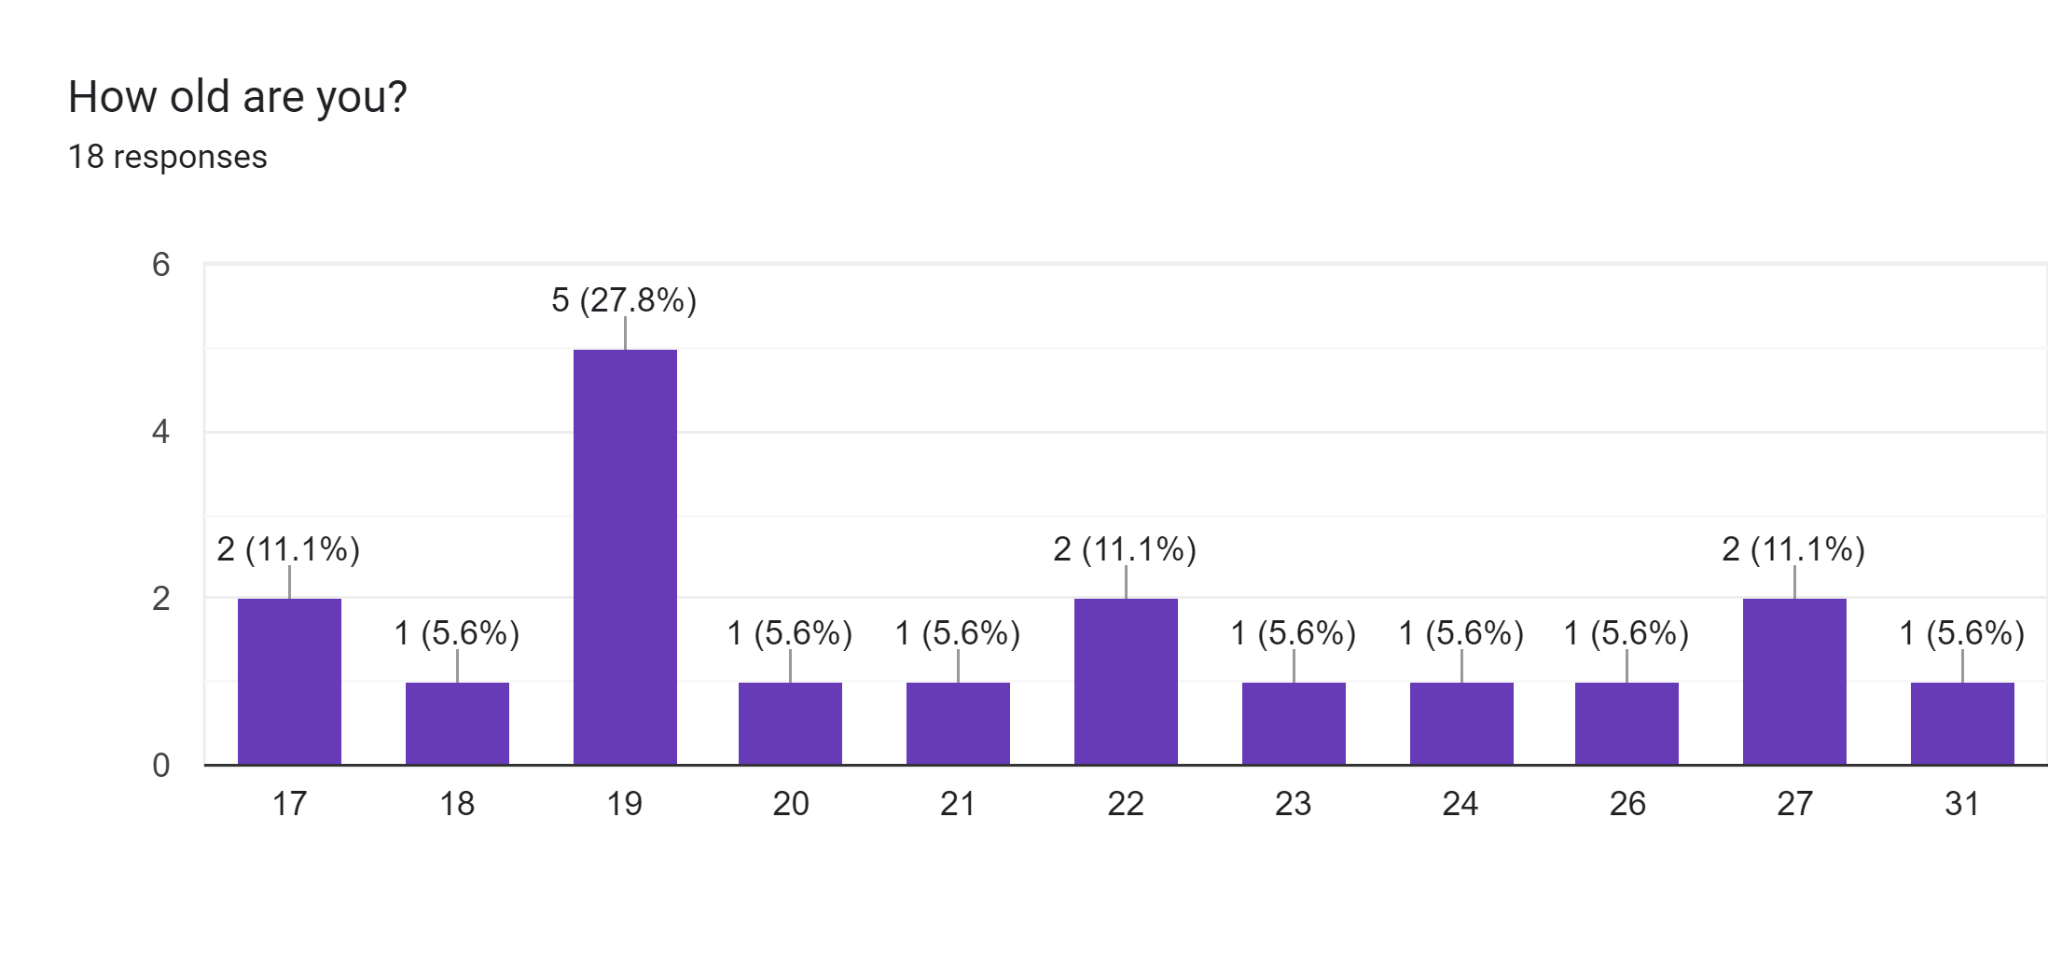 How old are you?
18 responses
6
5 (27.8%)
4
2 (11.1%) 2 (11.1%) 2 (11.1%)
2
1 (5.6%) 1 (5.6%) 1 (5.6%) 1 (5.6%) 1 (5.6%) 1 (5.6%) 1 (5.6%)
0
17 18 19 20 21 22 23 24 26 27 31